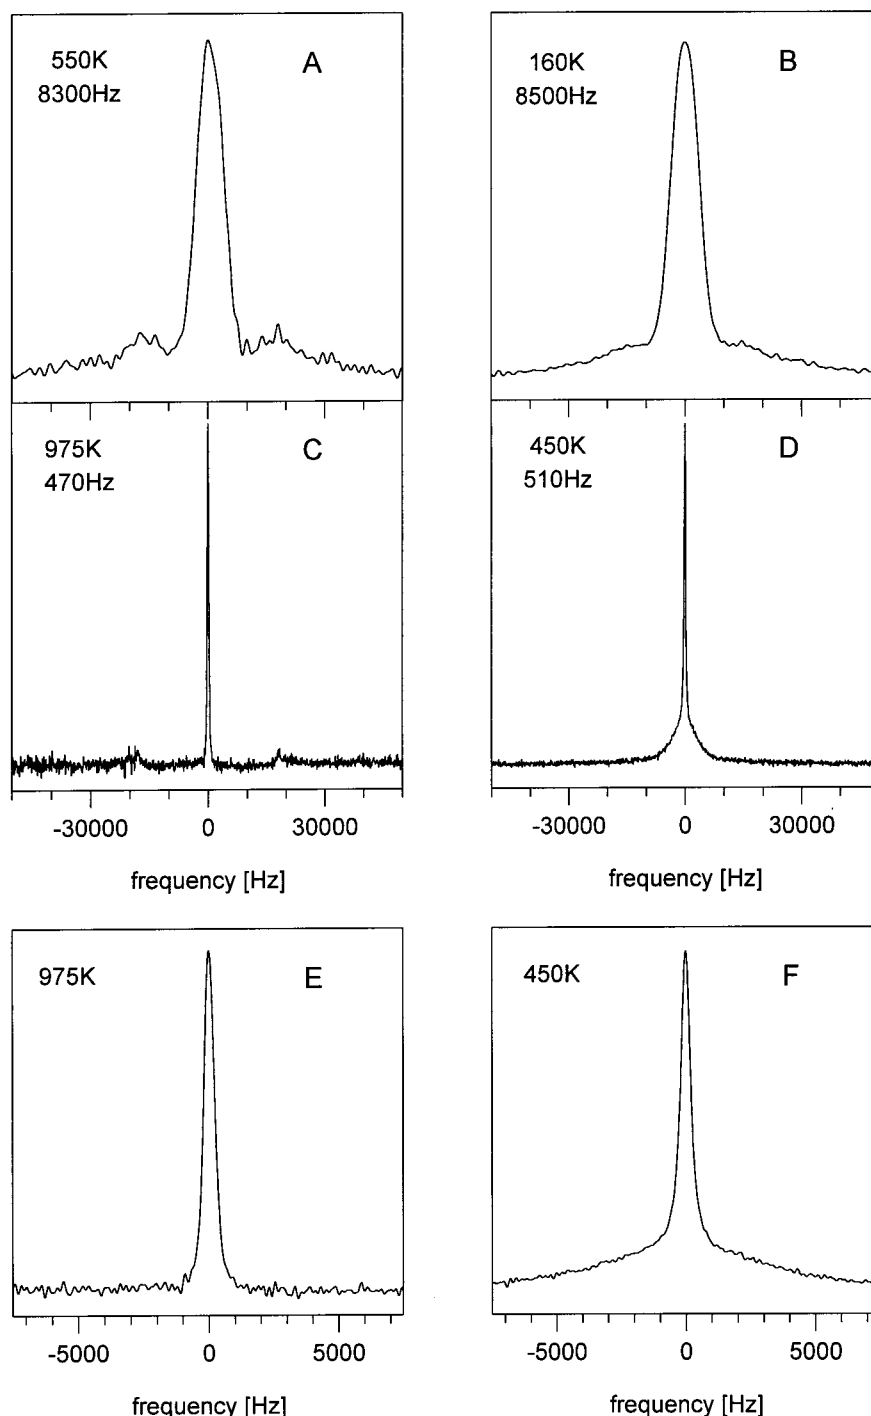 550K
8300Hz
A
160K
8500Hz
B
975K
470Hz
C
450K
510Hz
D
-30000 0 30000
frequency [Hz]
-30000 0 30000
frequency [Hz]
975K
E
450K
F
-5000 0 5000
frequency [Hz]
-5000 0 5000
frequency [Hz]